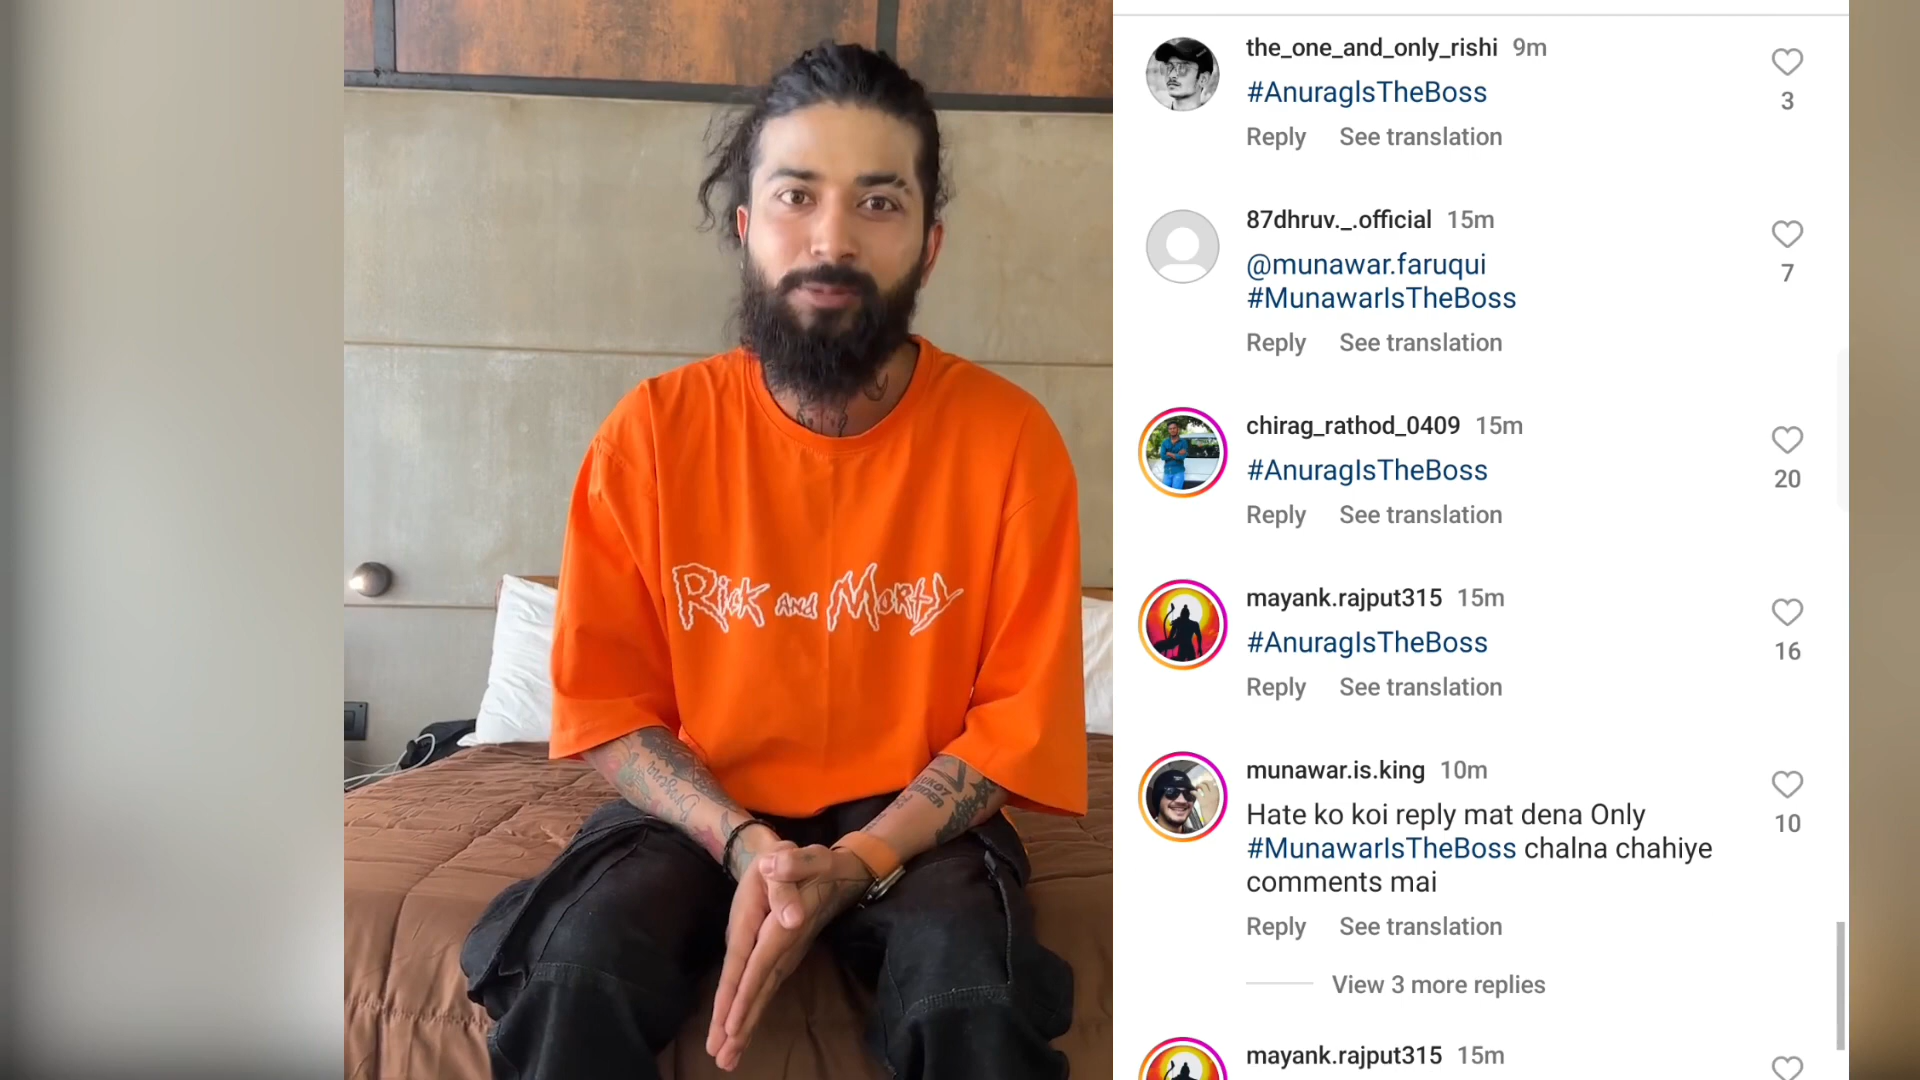 RICK AND MORTY
UK07
RIDER
the_one_and_only_rishi 9m
#AnuragIsTheBoss
3
Reply See translation
87dhruv._.official 15m
@munawar.faruqui
7
#MunawarIsTheBoss
Reply See translation
chirag_rathod_0409 15m
#AnuragIsTheBoss
20
Reply See translation
mayank.rajput315 15m
#AnuragIsTheBoss
16
Reply See translation
munawar.is.king 10m
Hate ko koi reply mat dena Only
10
#MunawarIsTheBoss chalna chahiye
comments mai
Reply See translation
View 3 more replies
mayank.rajput315 15m